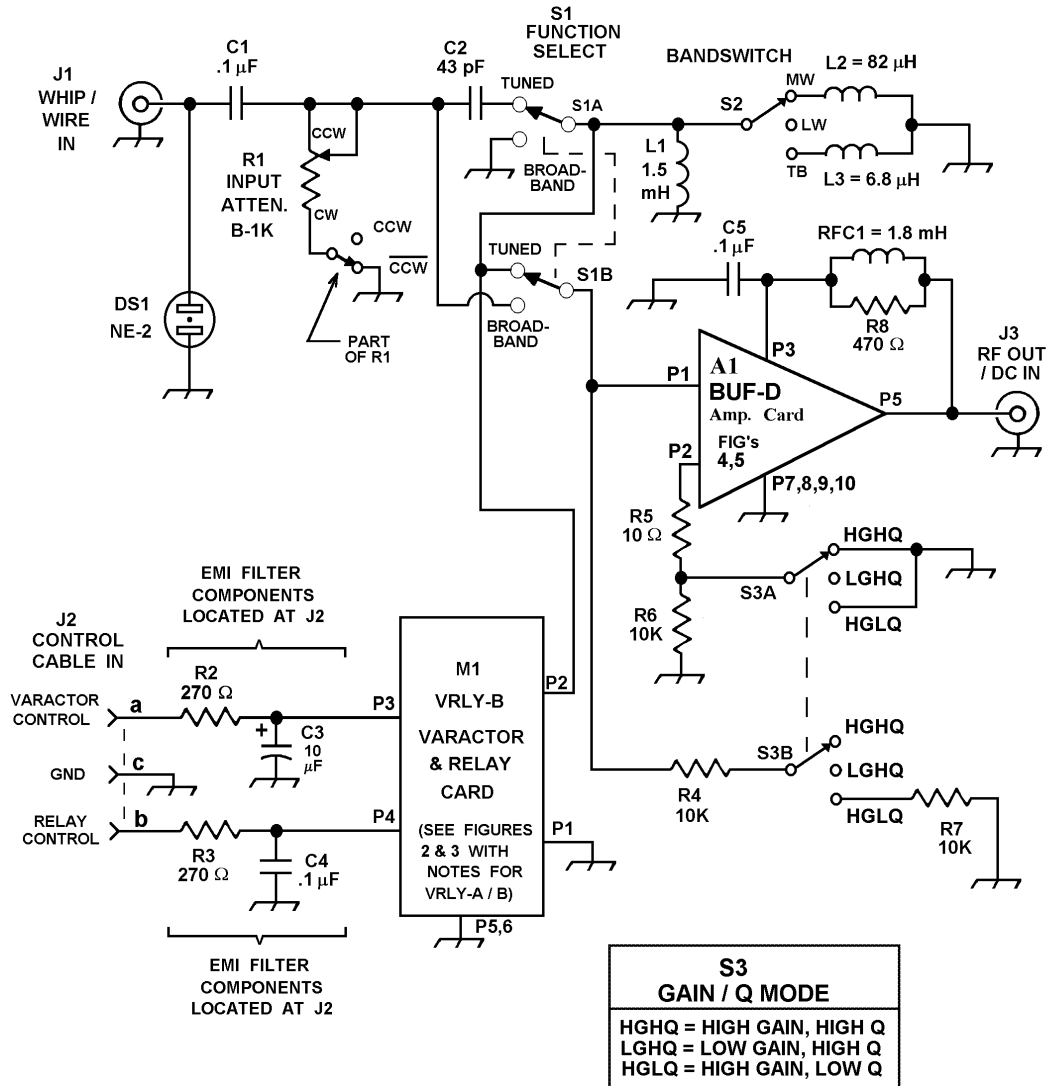 S1
FUNCTION
SELECT
C1
.1 µF
C2
43 pF
J1
WHIP /
WIRE
IN
TUNED
S1A
BROAD-
BAND
BANDSWITCH
L2 = 82 µH
MW
S2
LW
TB
L3 = 6.8 µH
L1
1.5
mH
CCW
R1
INPUT
ATTEN.
B-1K
CW
CCW
CCW
PART
OF R1
DS1
NE-2
TUNED
S1B
BROAD-
BAND
C5
.1 µF
RFC1 = 1.8 mH
R8
470 Ω
J3
RF OUT
/ DC IN
P3
P1
A1
BUF-D
Amp. Card
FIG's
4,5
P5
P2
P7,8,9,10
R5
10 Ω
R6
10K
S3A
HGHQ
LGHQ
HGLQ
EMI FILTER
COMPONENTS
LOCATED AT J2
J2
CONTROL
CABLE IN
VARACTOR
CONTROL
a
R2
270 Ω
+
C3
10
µF
P3
GND
c
RELAY
CONTROL
b
R3
270 Ω
C4
.1 µF
P4
M1
VRLY-B
VARACTOR
& RELAY
CARD
(SEE FIGURES
2 & 3 WITH
NOTES FOR
VRLY-A / B)
P2
P1
P5,6
EMI FILTER
COMPONENTS
LOCATED AT J2
R4
10K
S3B
HGHQ
LGHQ
HGLQ
R7
10K
S3
GAIN / Q MODE
HGHQ = HIGH GAIN, HIGH Q
LGHQ = LOW GAIN, HIGH Q
HGLQ = HIGH GAIN, LOW Q